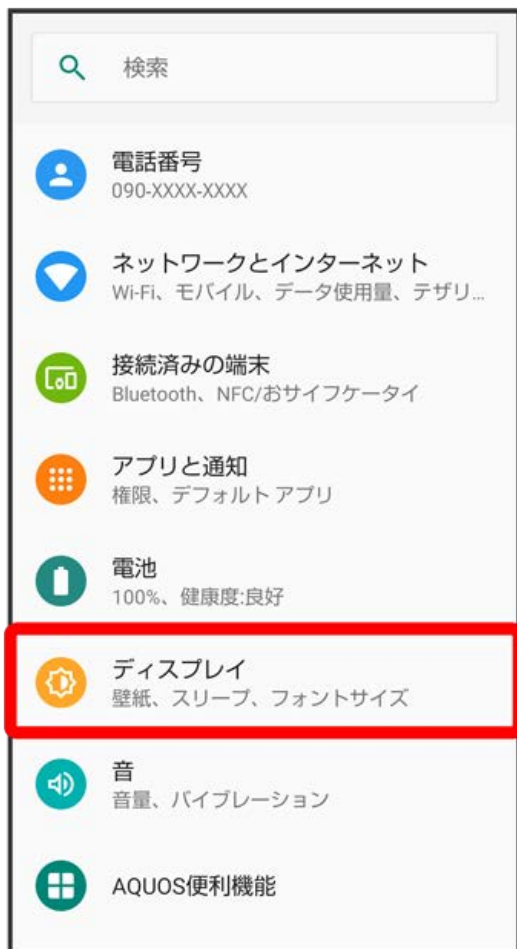 検索
電話番号
090-XXXX-XXXX
ネットワークとインターネット
Wi-Fi、モバイル、データ使用量、テザリ...
接続済みの端末
Bluetooth、NFC/おサイフケータイ
アプリと通知
権限、デフォルト アプリ
電池
100%、健康度:良好
ディスプレイ
壁紙、スリープ、フォントサイズ
音
音量、バイブレーション
AQUOS便利機能